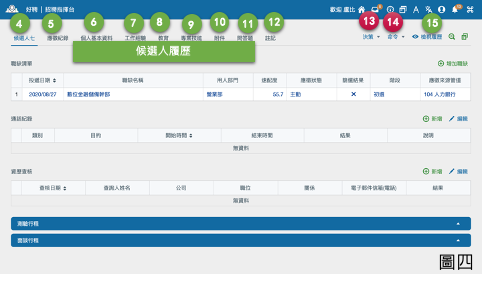 好聘 | 招聘指揮台
歡迎 盧拉
4 5 6 7 8 9 10 11 12 13 14 15
候選人七 應徵紀錄 個人基本資料 工作經驗 教育 專業技能 附件 問答題 註記 決策 命令 檢視履歷
候選人履歷
職缺清單 增加職缺
投遞日期 職缺名稱 用人部門 速配度 應徵狀態 發邀結果 階段 應徵來源管道
1 2020/08/27 數位金融儲備幹部 營業部 55.7 主動 初選 104 人力銀行
通話紀錄 新增 編輯
類別 目的 開始時間 結束時間 結果 說明
無資料
資歷查核 新增 編輯
查核日期 查詢人姓名 公司 職位 關係 電子郵件信箱(電話) 結果
無資料
測驗行程
面談行程
圖四